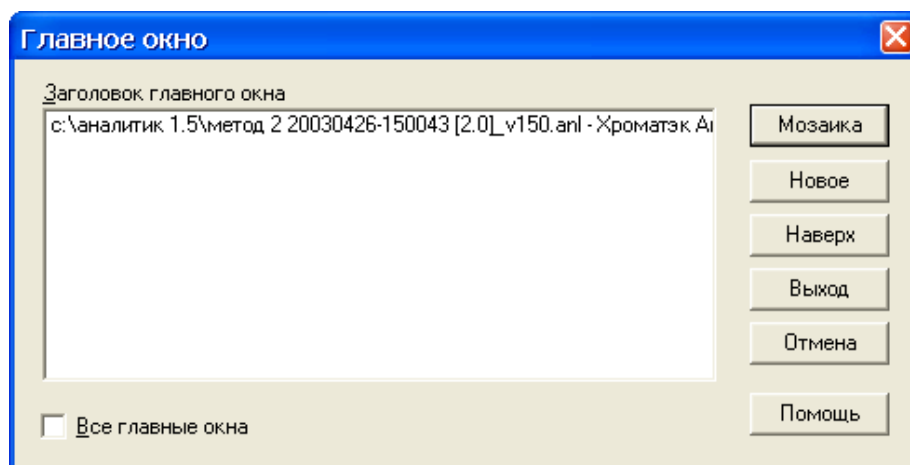 Главное окно
Заголовок главного окна
c:\аналитик 1.5\метод 2 20030426-150043 [2.0]_v150.anl - Хроматэк Ан
Мозаика
Новое
Наверх
Выход
Отмена
Все главные окна
Помощь